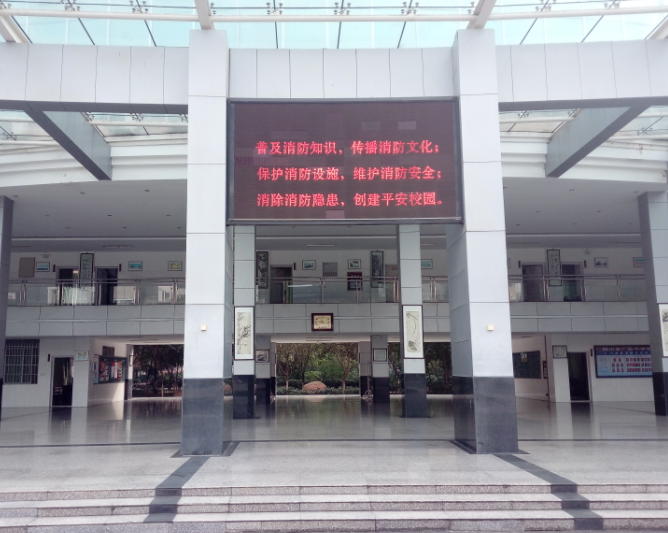 普及消防知识，传播消防文化；
保护消防设施，维护消防安全；
消除消防隐患，创建平安校园。